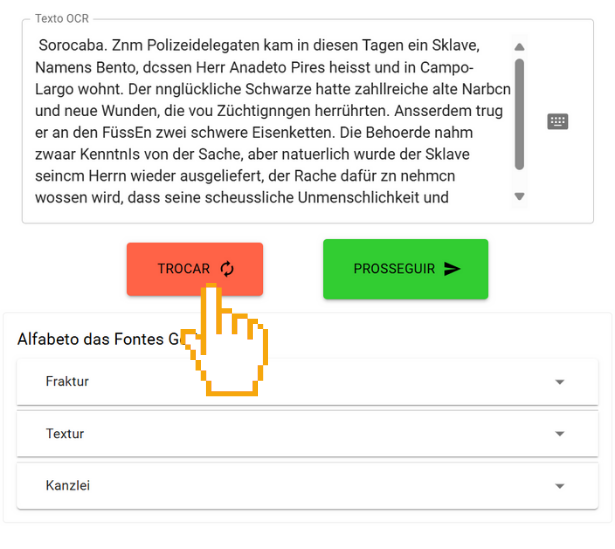 Texto OCR
Sorocaba. Znm Polizeidelegaten kam in diesen Tagen ein Sklave,
Namens Bento, dcssen Herr Anadeto Pires heisst und in Campo-
Largo wohnt. Der nnglückliche Schwarze hatte zahllreiche alte Narbcn
und neue Wunden, die vou Züchtignngen herrührten. Ansserdem trug
er an den FüssEn zwei schwere Eisenketten. Die Behoerde nahm
zwaar KenntnIs von der Sache, aber natuerlich wurde der Sklave
seincm Herrn wieder ausgeliefert, der Rache dafür zn nehmcn
wossen wird, dass seine scheussliche Unmenschlichkeit und
TROCAR PROSSEGUIR
Alfabeto das Fontes
Fraktur
Textur
Kanzlei